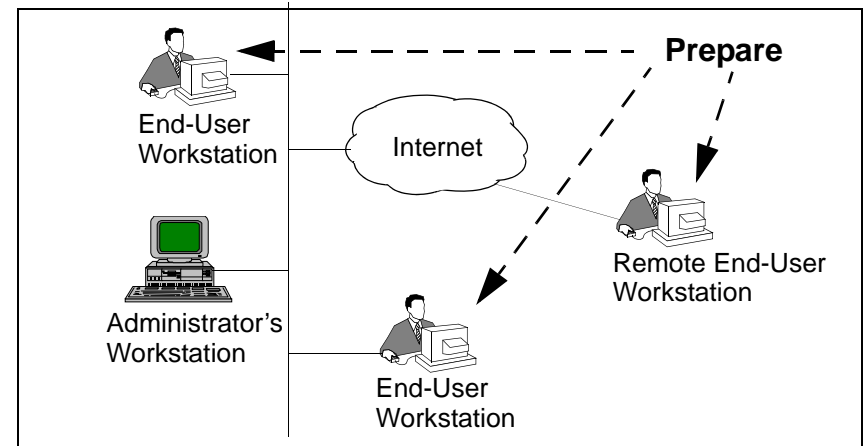 Prepare
End-User
Workstation
Internet
Remote End-User
Workstation
Administrator's
Workstation
End-User
Workstation